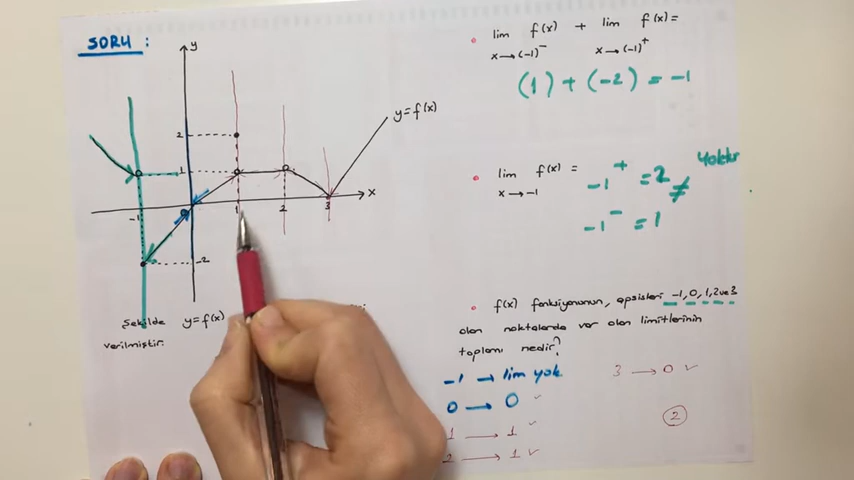 SORU :
y
y=f(x)
2
1
x
-1
1
2
3
-2
Şekilde y=f(x)
verilmiştir.
lim f(x) + lim f(x)=
x→(-1)⁻ x→(-1)⁺
(1) + (-2) = -1
lim f(x) =
x→-1
-1⁺ = 2
≠
Yoktur
-1⁻ = 1
f(x) fonksiyonunun, apsisleri -1,0,1,2 ve 3
olan noktalarda var olan limitlerinin
toplamı nedir?
-1 → lim yok
0 → 0 ✓
1 → 1 ✓
2 → 1 ✓
3 → 0 ✓
2